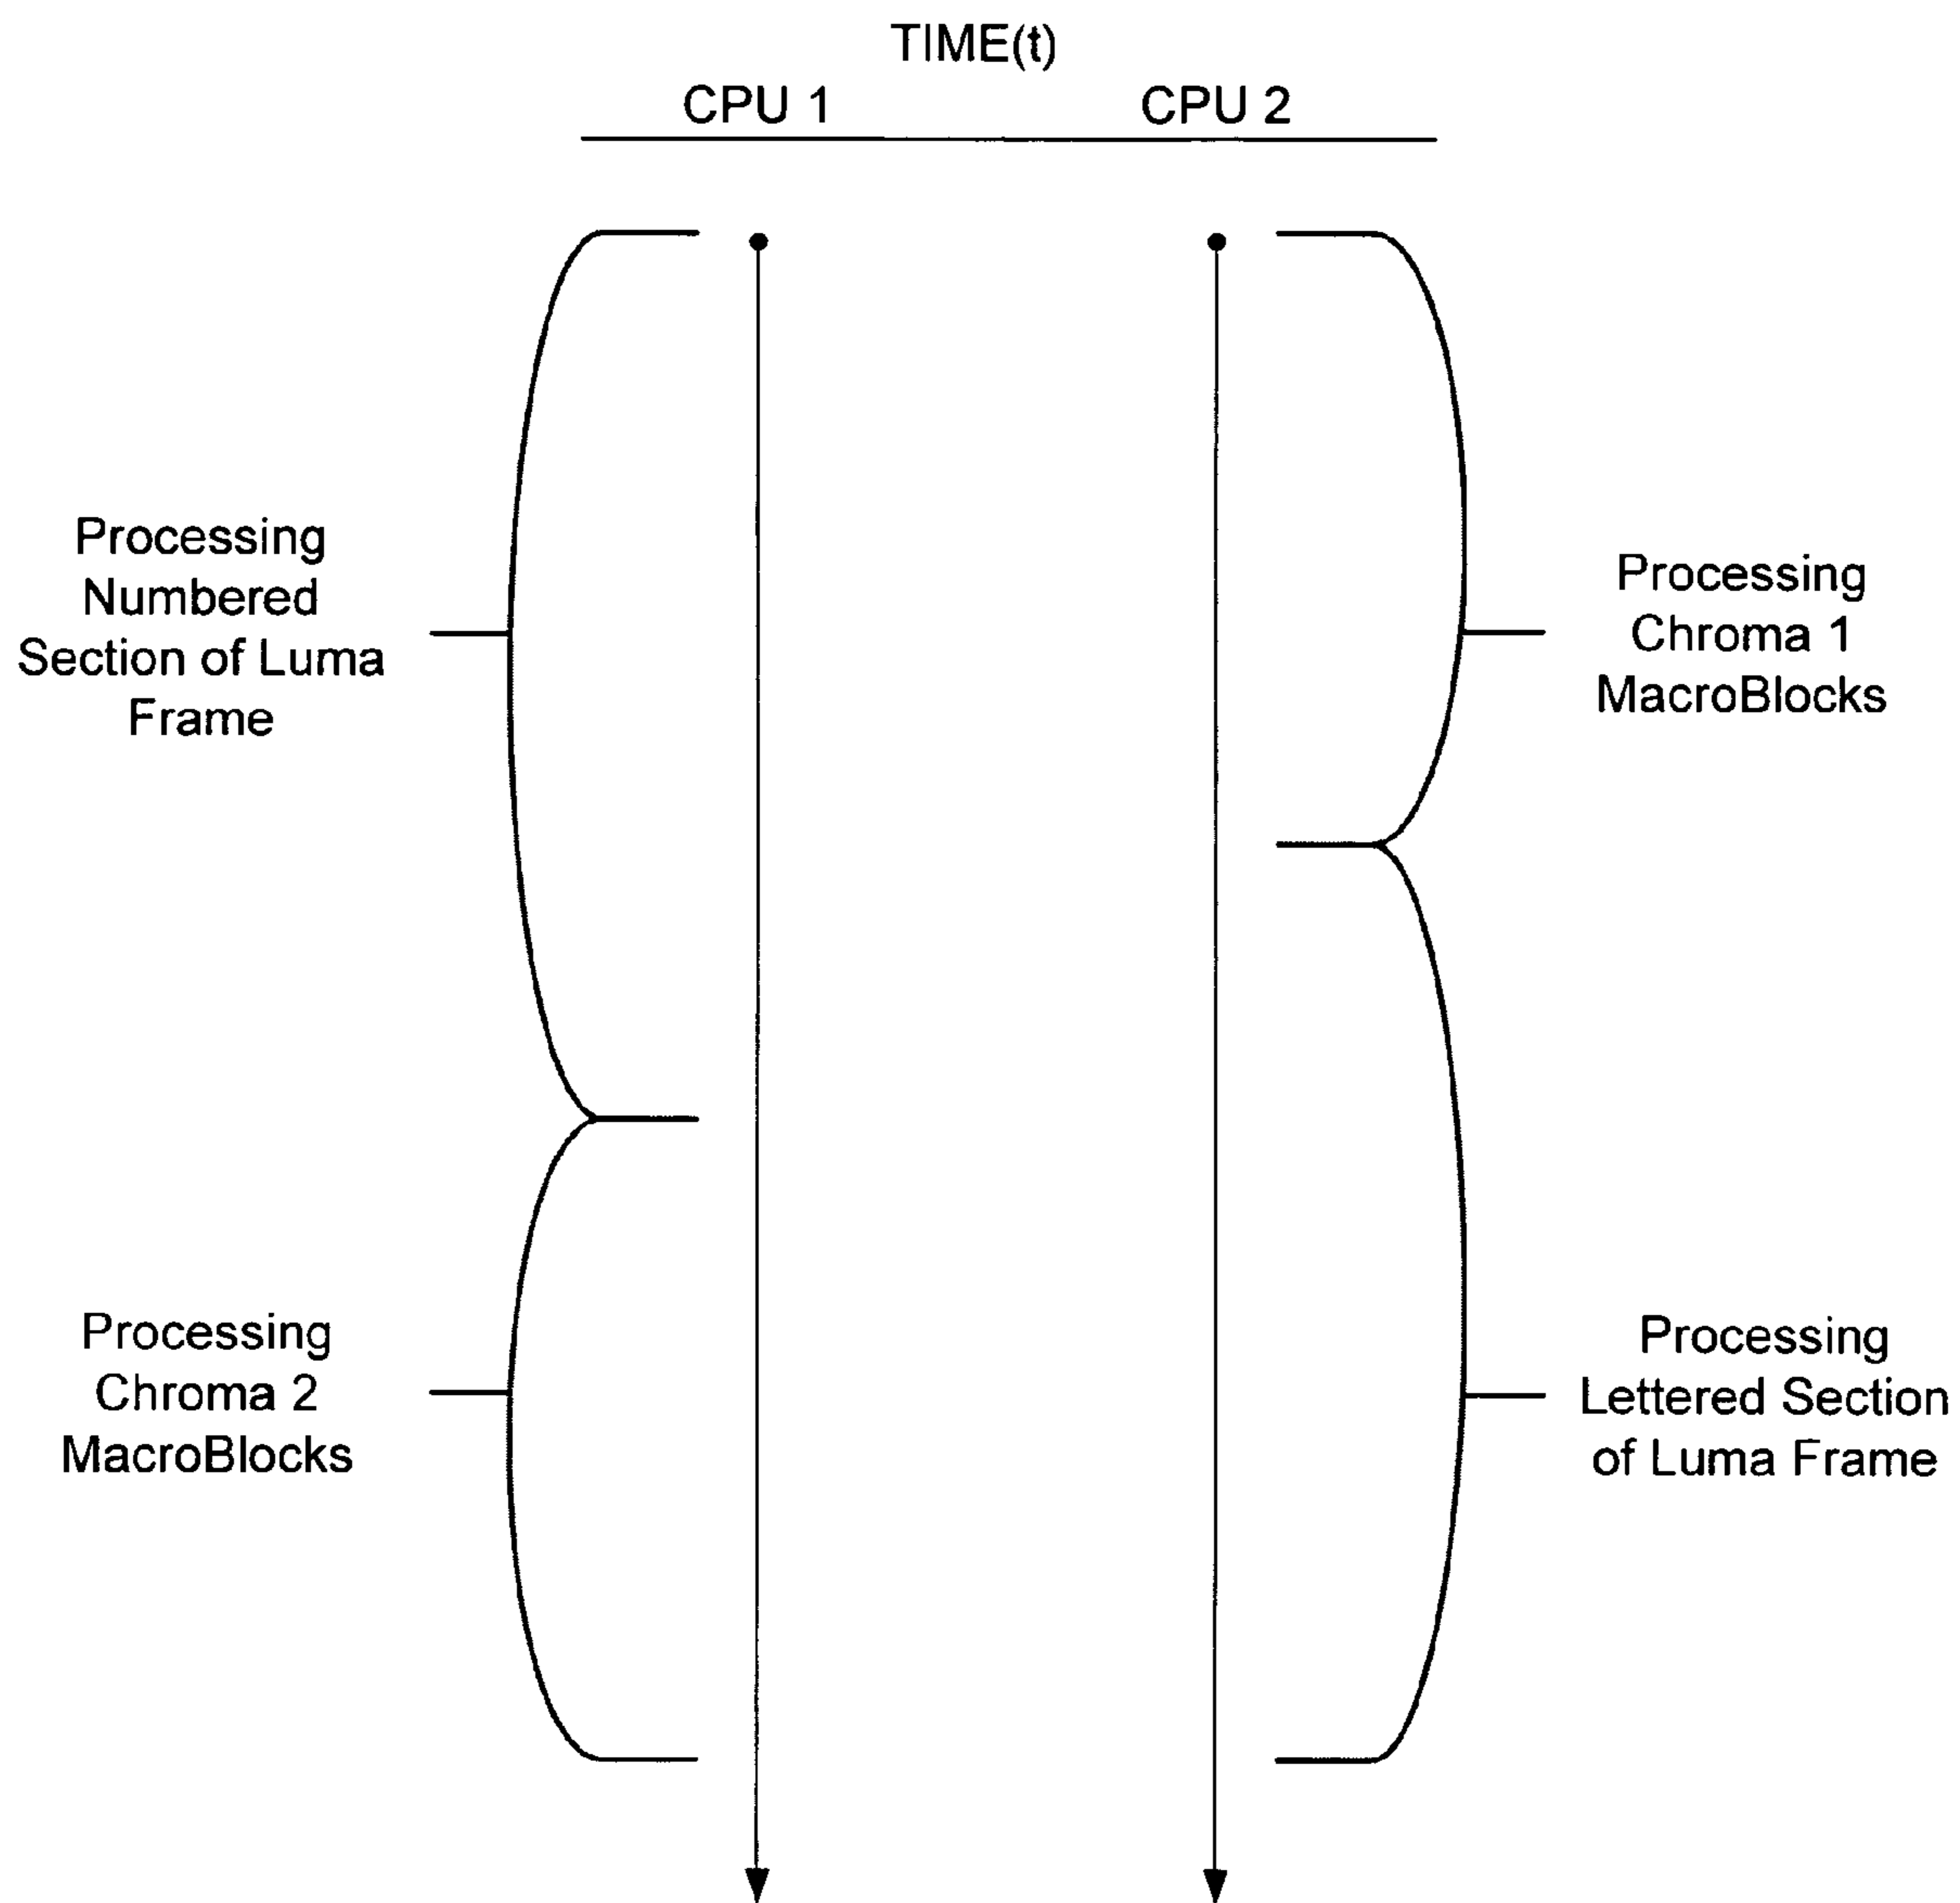 TIME(t)
CPU 1
CPU 2
Processing
Numbered
Section of Luma
Frame
Processing
Chroma 1
MacroBlocks
Processing
Chroma 2
MacroBlocks
Processing
Lettered Section
of Luma Frame